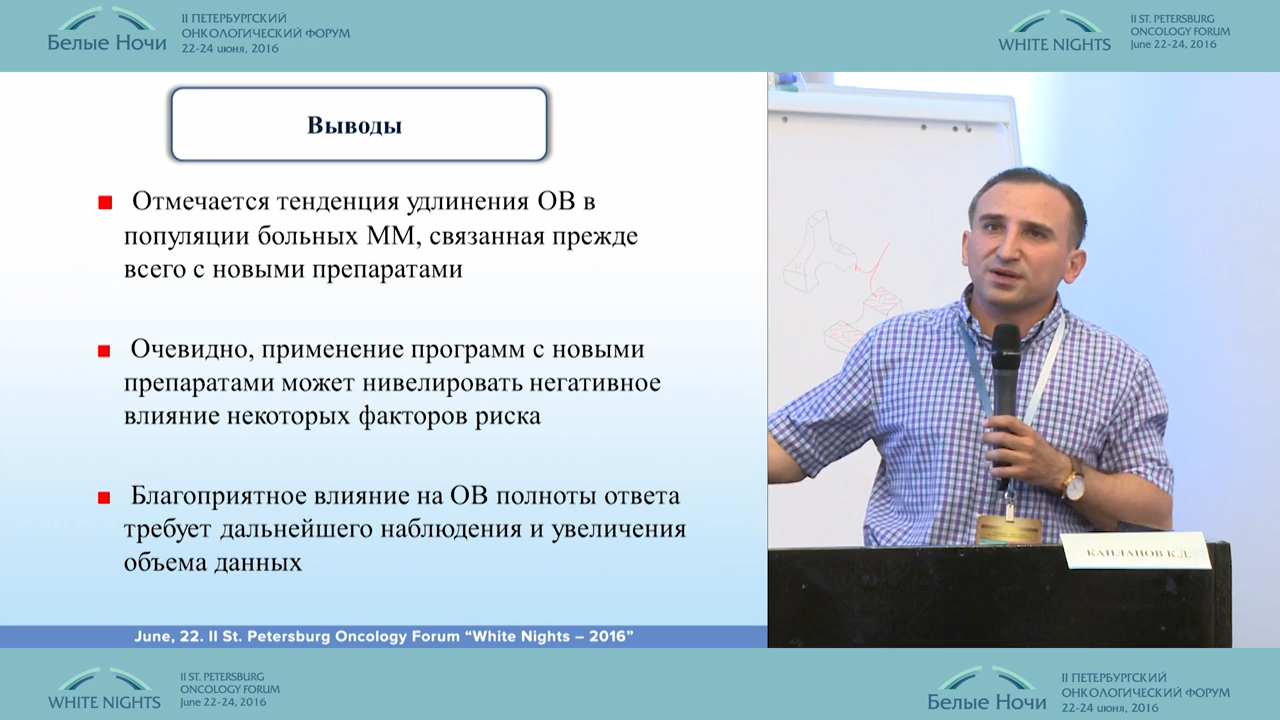 Белые Ночи
II ПЕТЕРБУРГСКИЙ
ОНКОЛОГИЧЕСКИЙ ФОРУМ
22-24 июня, 2016
WHITE NIGHTS
II ST. PETERSBURG
ONCOLOGY FORUM
June 22-24, 2016
Выводы
Отмечается тенденция удлинения ОВ в
популяции больных ММ, связанная прежде
всего с новыми препаратами
Очевидно, применение программ с новыми
препаратами может нивелировать негативное
влияние некоторых факторов риска
Благоприятное влияние на ОВ полноты ответа
требует дальнейшего наблюдения и увеличения
объема данных
June, 22. II St. Petersburg Oncology Forum “White Nights – 2016”
КАПЛАНОВ К.Д.
WHITE NIGHTS
II ST. PETERSBURG
ONCOLOGY FORUM
June 22-24, 2016
Белые Ночи
II ПЕТЕРБУРГСКИЙ
ОНКОЛОГИЧЕСКИЙ ФОРУМ
22-24 июня, 2016